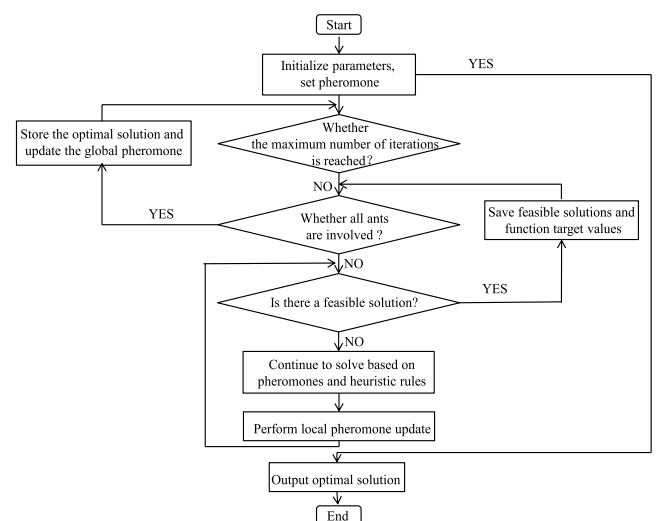 Start
Initialize parameters,
set pheromone
YES
Whether
the maximum number of iterations
is reached?
Store the optimal solution and
update the global pheromone
NO
YES
Whether all ants
are involved ?
Save feasible solutions and
function target values
NO
Is there a feasible solution?
YES
NO
Continue to solve based on
pheromones and heuristic rules
Perform local pheromone update
Output optimal solution
End